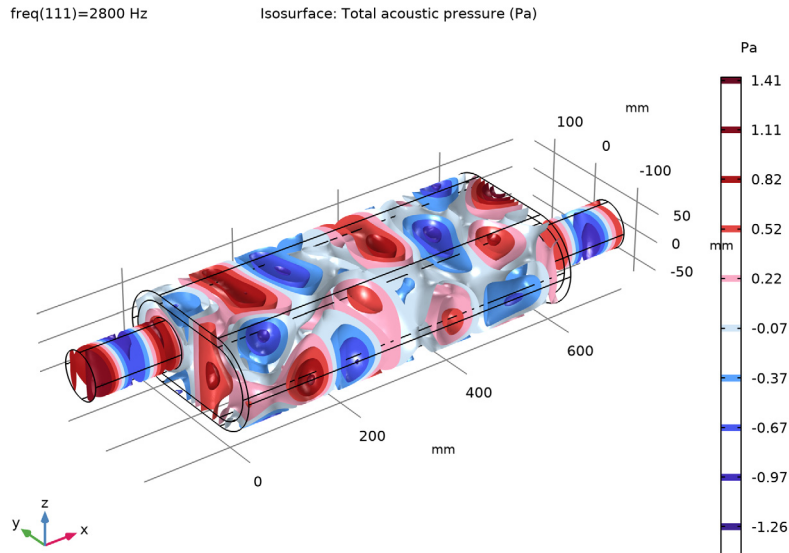 freq(111)=2800 Hz
Isosurface: Total acoustic pressure (Pa)
Pa
1.41
1.11
0.82
0.52
0.22
-0.07
-0.37
-0.67
-0.97
-1.26
mm
100
0
-100
50
0
mm
-50
600
400
200
mm
0
z
y
x